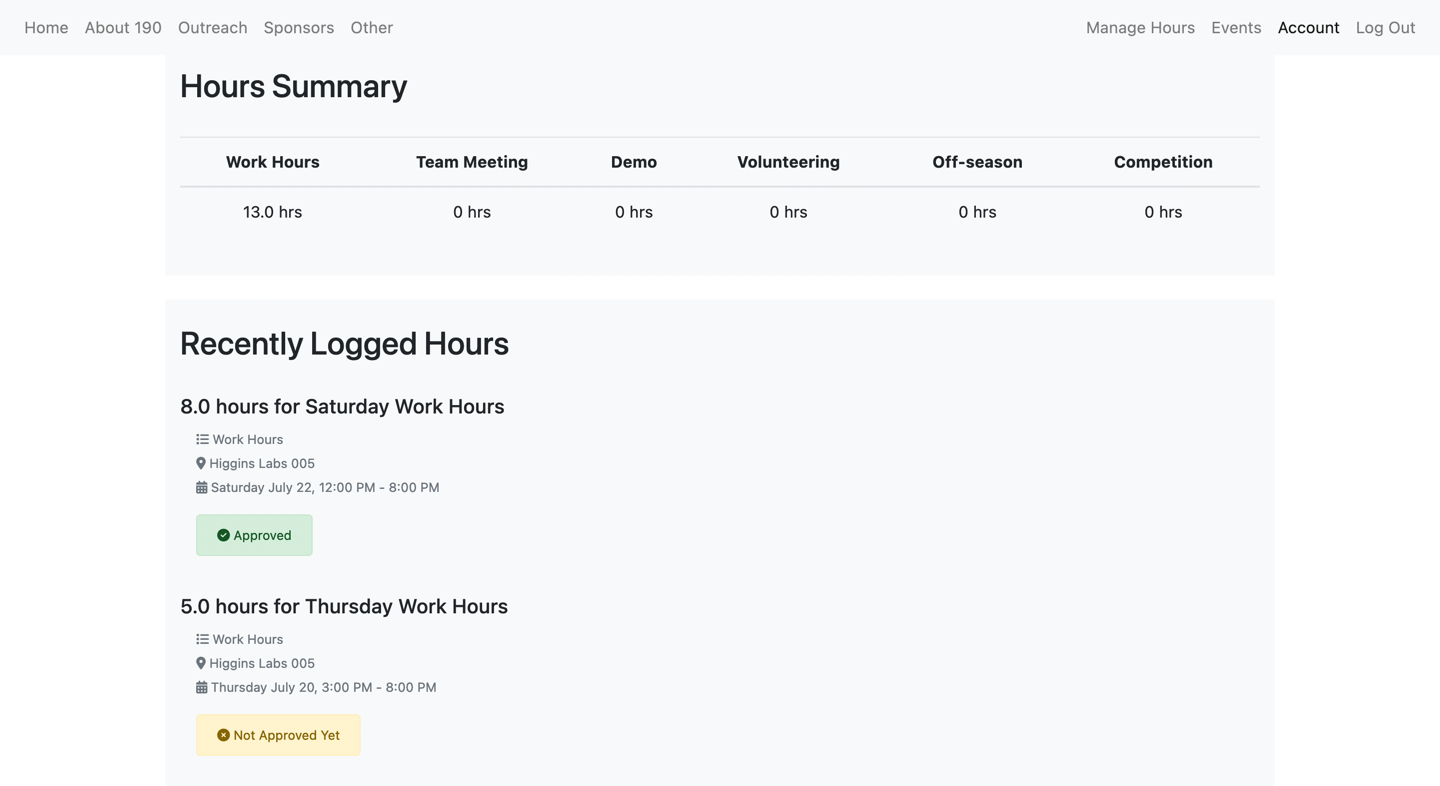 Home About 190 Outreach Sponsors Other Manage Hours Events Account Log Out
Hours Summary
Work Hours Team Meeting Demo Volunteering Off-season Competition
13.0 hrs 0 hrs 0 hrs 0 hrs 0 hrs 0 hrs
Recently Logged Hours
8.0 hours for Saturday Work Hours
Work Hours
Higgins Labs 005
Saturday July 22, 12:00 PM - 8:00 PM
Approved
5.0 hours for Thursday Work Hours
Work Hours
Higgins Labs 005
Thursday July 20, 3:00 PM - 8:00 PM
Not Approved Yet